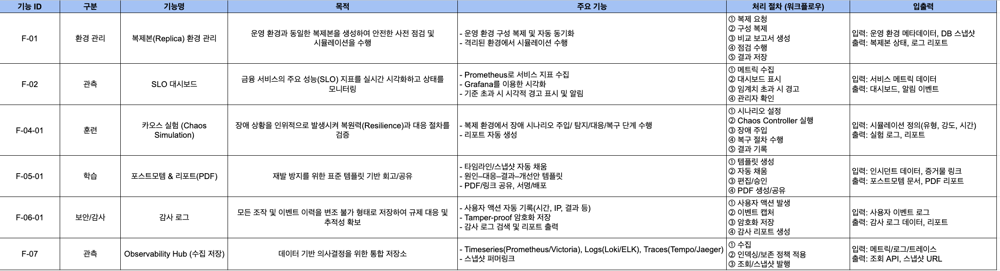 기능 ID
구분
기능명
목적
주요 기능
처리 절차 (워크플로우)
입출력
F-01
환경 관리
복제본(Replica) 환경 관리
운영 환경과 동일한 복제본을 생성하여 안전한 사전 점검 및
시뮬레이션을 수행
- 운영 환경 구성 복제 및 자동 동기화
- 격리된 환경에서 시뮬레이션 수행
① 복제 요청
② 구성 복제
③ 비교 보고서 생성
④ 점검 수행
⑤ 결과 저장
입력: 운영 환경 메타데이터, DB 스냅샷
출력: 복제본 상태, 로그 리포트
F-02
관측
SLO 대시보드
금융 서비스의 주요 성능(SLO) 지표를 실시간 시각화하고 상태를
모니터링
- Prometheus로 서비스 지표 수집
- Grafana를 이용한 시각화
- 기준 초과 시 시각적 경고 표시 및 알림
① 메트릭 수집
② 대시보드 표시
③ 임계치 초과 시 경고
④ 관리자 확인
입력: 서비스 메트릭 데이터
출력: 대시보드, 알림 이벤트
F-04-01
훈련
카오스 실험 (Chaos
Simulation)
장애 상황을 인위적으로 발생시켜 복원력(Resilience)과 대응 절차를
검증
- 복제 환경에서 장애 시나리오 주입/ 탐지/대응/복구 단계 수행
- 리포트 자동 생성
① 시나리오 설정
② Chaos Controller 실행
③ 장애 주입
④ 복구 절차 수행
⑤ 결과 기록
입력: 시뮬레이션 정의(유형, 강도, 시간)
출력: 실험 로그, 리포트
F-05-01
학습
포스트모템 & 리포트(PDF)
재발 방지를 위한 표준 템플릿 기반 회고/공유
- 타임라인/스냅샷 자동 채움
- 원인–대응–결과–개선안 템플릿
- PDF/링크 공유, 서명/배포
① 템플릿 생성
② 자동 채움
③ 편집/승인
④ PDF 생성/공유
입력: 인시던트 데이터, 증거물 링크
출력: 포스트모템 문서, PDF 리포트
F-06-01
보안/감사
감사 로그
모든 조작 및 이벤트 이력을 변조 불가 형태로 저장하여 규제 대응 및
추적성 확보
- 사용자 액션 자동 기록(시간, IP, 결과 등)
- Tamper-proof 암호화 저장
- 감사 로그 검색 및 리포트 출력
① 사용자 액션 발생
② 이벤트 캡처
③ 암호화 저장
④ 감사 리포트 생성
입력: 사용자 이벤트 로그
출력: 감사 로그 데이터, 리포트
F-07
관측
Observability Hub (수집 저장)
데이터 기반 의사결정을 위한 통합 저장소
- Timeseries(Prometheus/Victoria), Logs(Loki/ELK), Traces(Tempo/Jaeger)
- 스냅샷 퍼머링크
① 수집
② 인덱싱/보존 정책 적용
③ 조회/스냅샷 발행
입력: 메트릭/로그/트레이스
출력: 조회 API, 스냅샷 URL